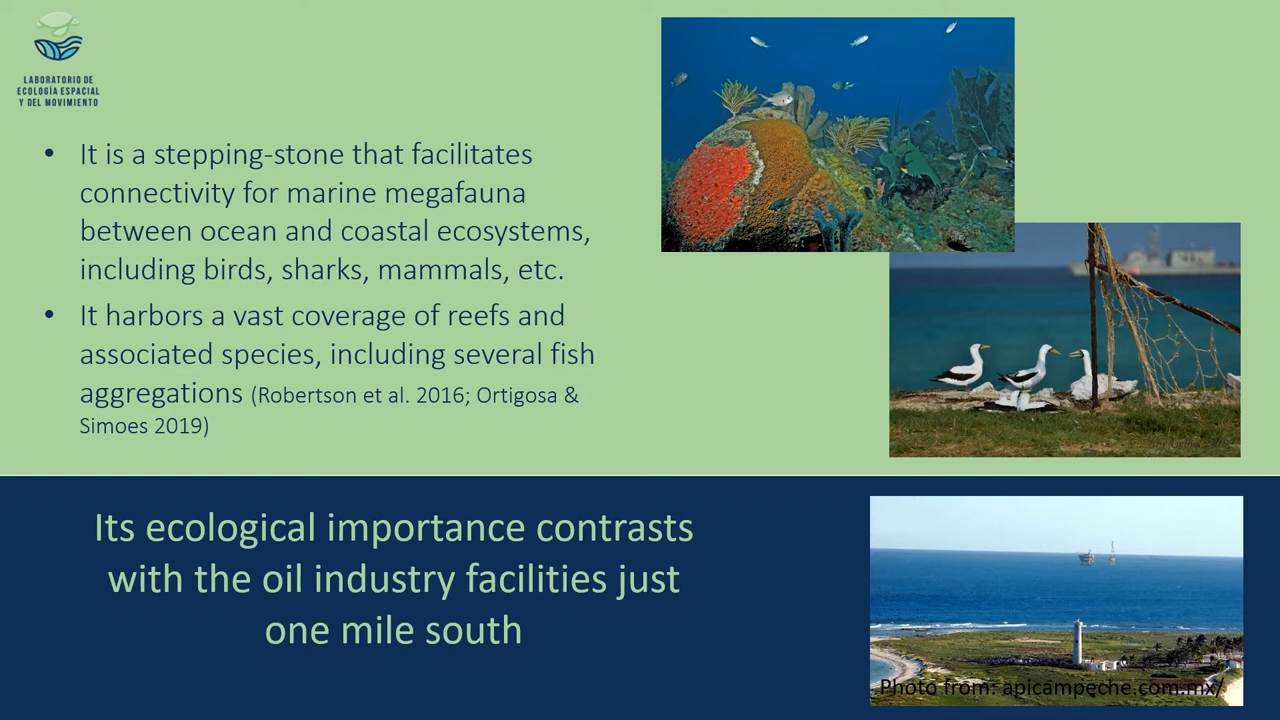 LABORATORIO DE
ECOLOGÍA ESPACIAL
Y DEL MOVIMIENTO
• It is a stepping-stone that facilitates
connectivity for marine megafauna
between ocean and coastal ecosystems,
including birds, sharks, mammals, etc.
• It harbors a vast coverage of reefs and
associated species, including several fish
aggregations (Robertson et al. 2016; Ortigosa &
Simoes 2019)
Its ecological importance contrasts
with the oil industry facilities just
one mile south
Photo from: apicampeche.com.mx/